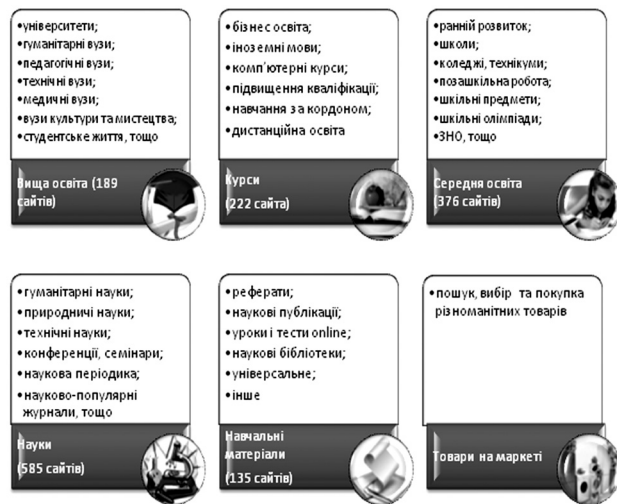 •університети;
•гуманітарні вузи;
•педагогічні вузи;
•технічні вузи;
•медичні вузи;
•вузи культури та мистецтва;
•студентське життя, тощо
Вища освіта (189
сайтів)
•бізнес освіта;
•іноземні мови;
•комп’ютерні курси;
•підвищення кваліфікації;
•навчання за кордоном;
•дистанційна освіта
Курси
(222 сайта)
•ранній розвиток;
•школи;
•коледжі, технікуми;
•позашкільна робота;
•шкільні предмети;
•шкільні олімпіади;
•ЗНО, тощо
Середня освіта
(376 сайтів)
•гуманітарні науки;
•природничі науки;
•технічні науки;
•конференції, семінари;
•наукова періодика;
•науково-популярні
журнали, тощо
Науки
(585 сайтів)
•реферати;
•наукові публікації;
•уроки і тести online;
•наукові бібліотеки;
•універсальне;
•інше
Навчальні
матеріали
(135 сайтів)
•пошук, вибір та покупка
різноманітних товарів
Товари на маркеті